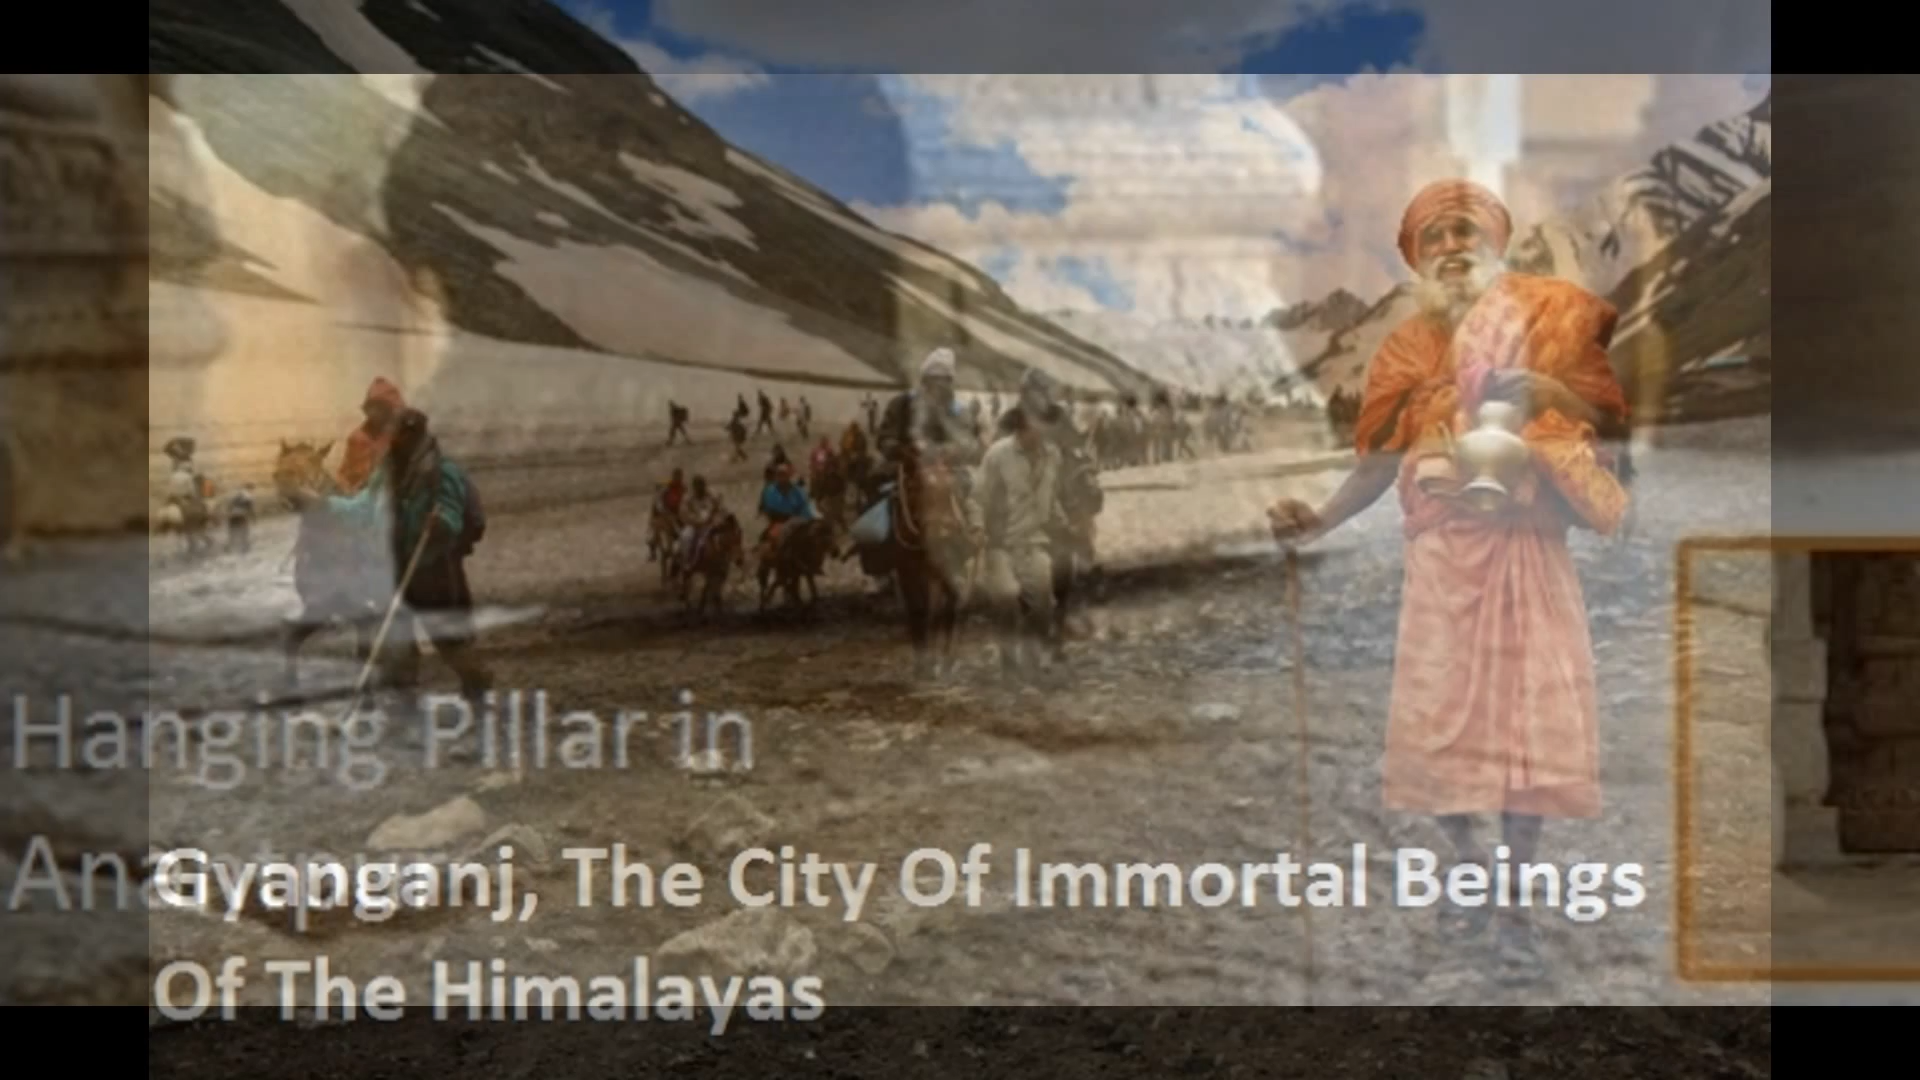 Hanging Pillar in
Gyanganj, The City Of Immortal Beings
Of The Himalayas